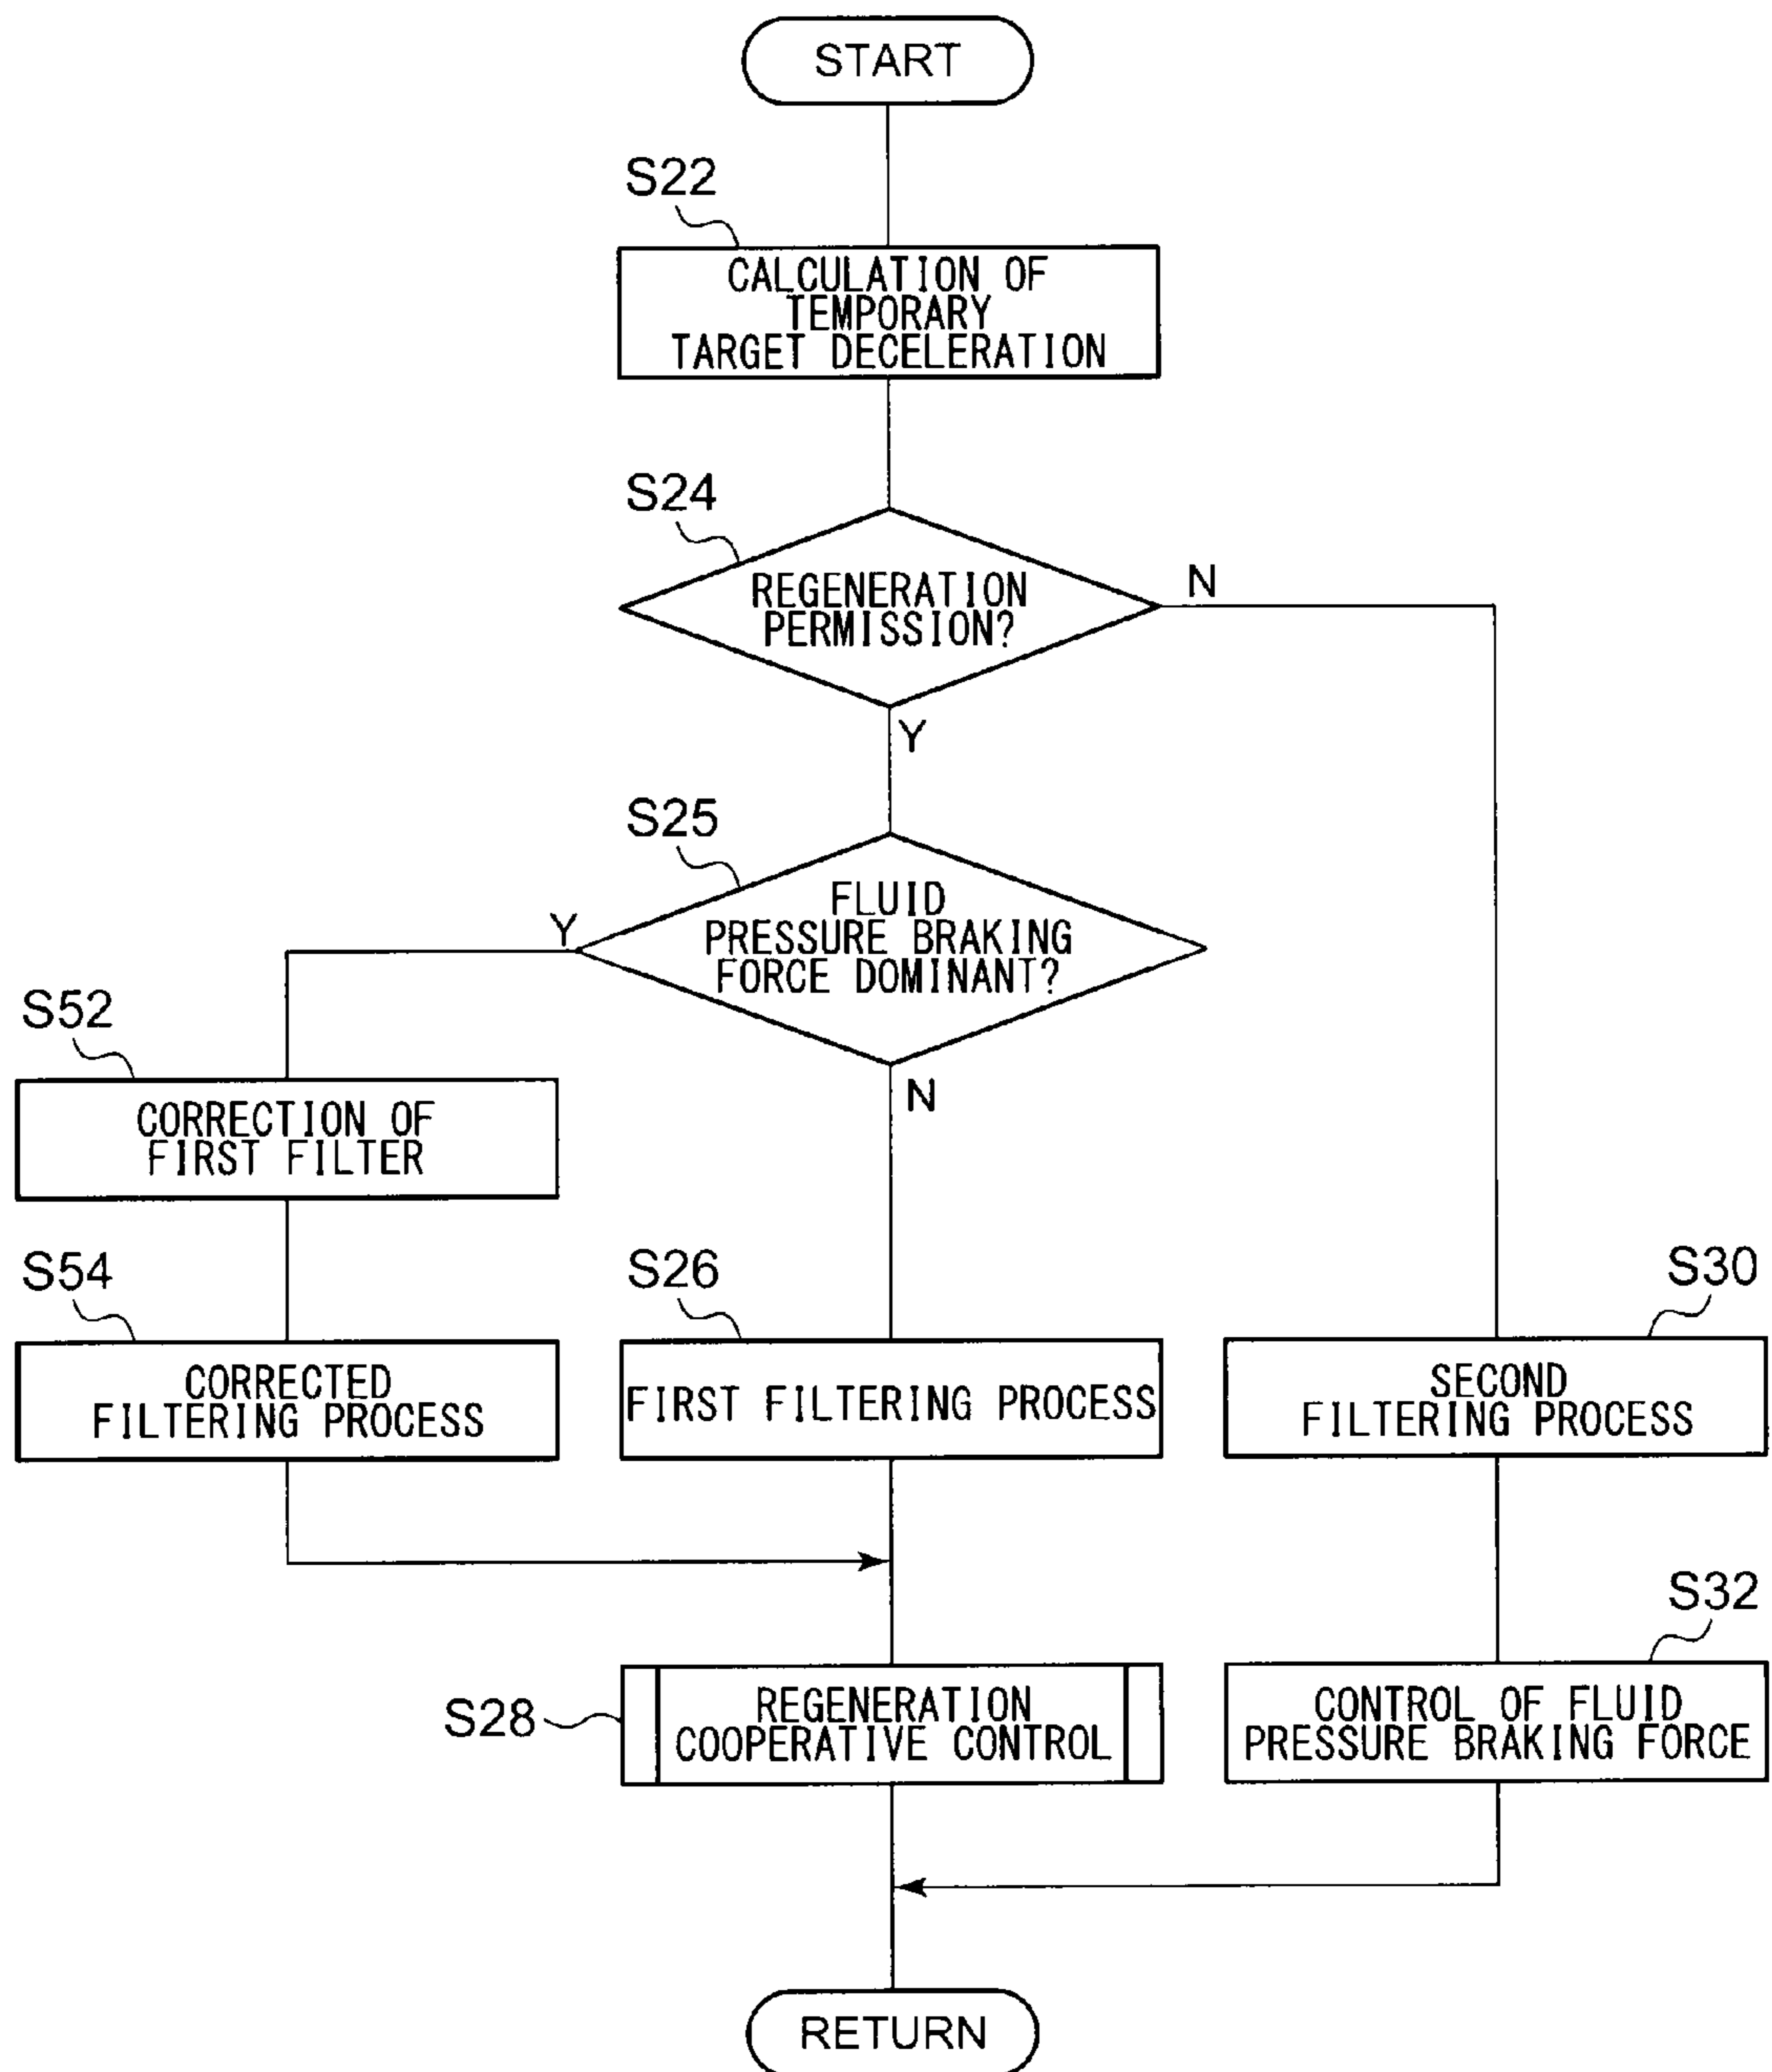 START
S22
CALCULATION OF
TEMPORARY
TARGET DECELERATION
S24
REGENERATION
PERMISSION?
N
Y
S25
FLUID
PRESSURE BRAKING
FORCE DOMINANT?
Y
N
S52
CORRECTION OF
FIRST FILTER
S54
CORRECTED
FILTERING PROCESS
S26
FIRST FILTERING PROCESS
S30
SECOND
FILTERING PROCESS
S28
REGENERATION
COOPERATIVE CONTROL
S32
CONTROL OF FLUID
PRESSURE BRAKING FORCE
RETURN